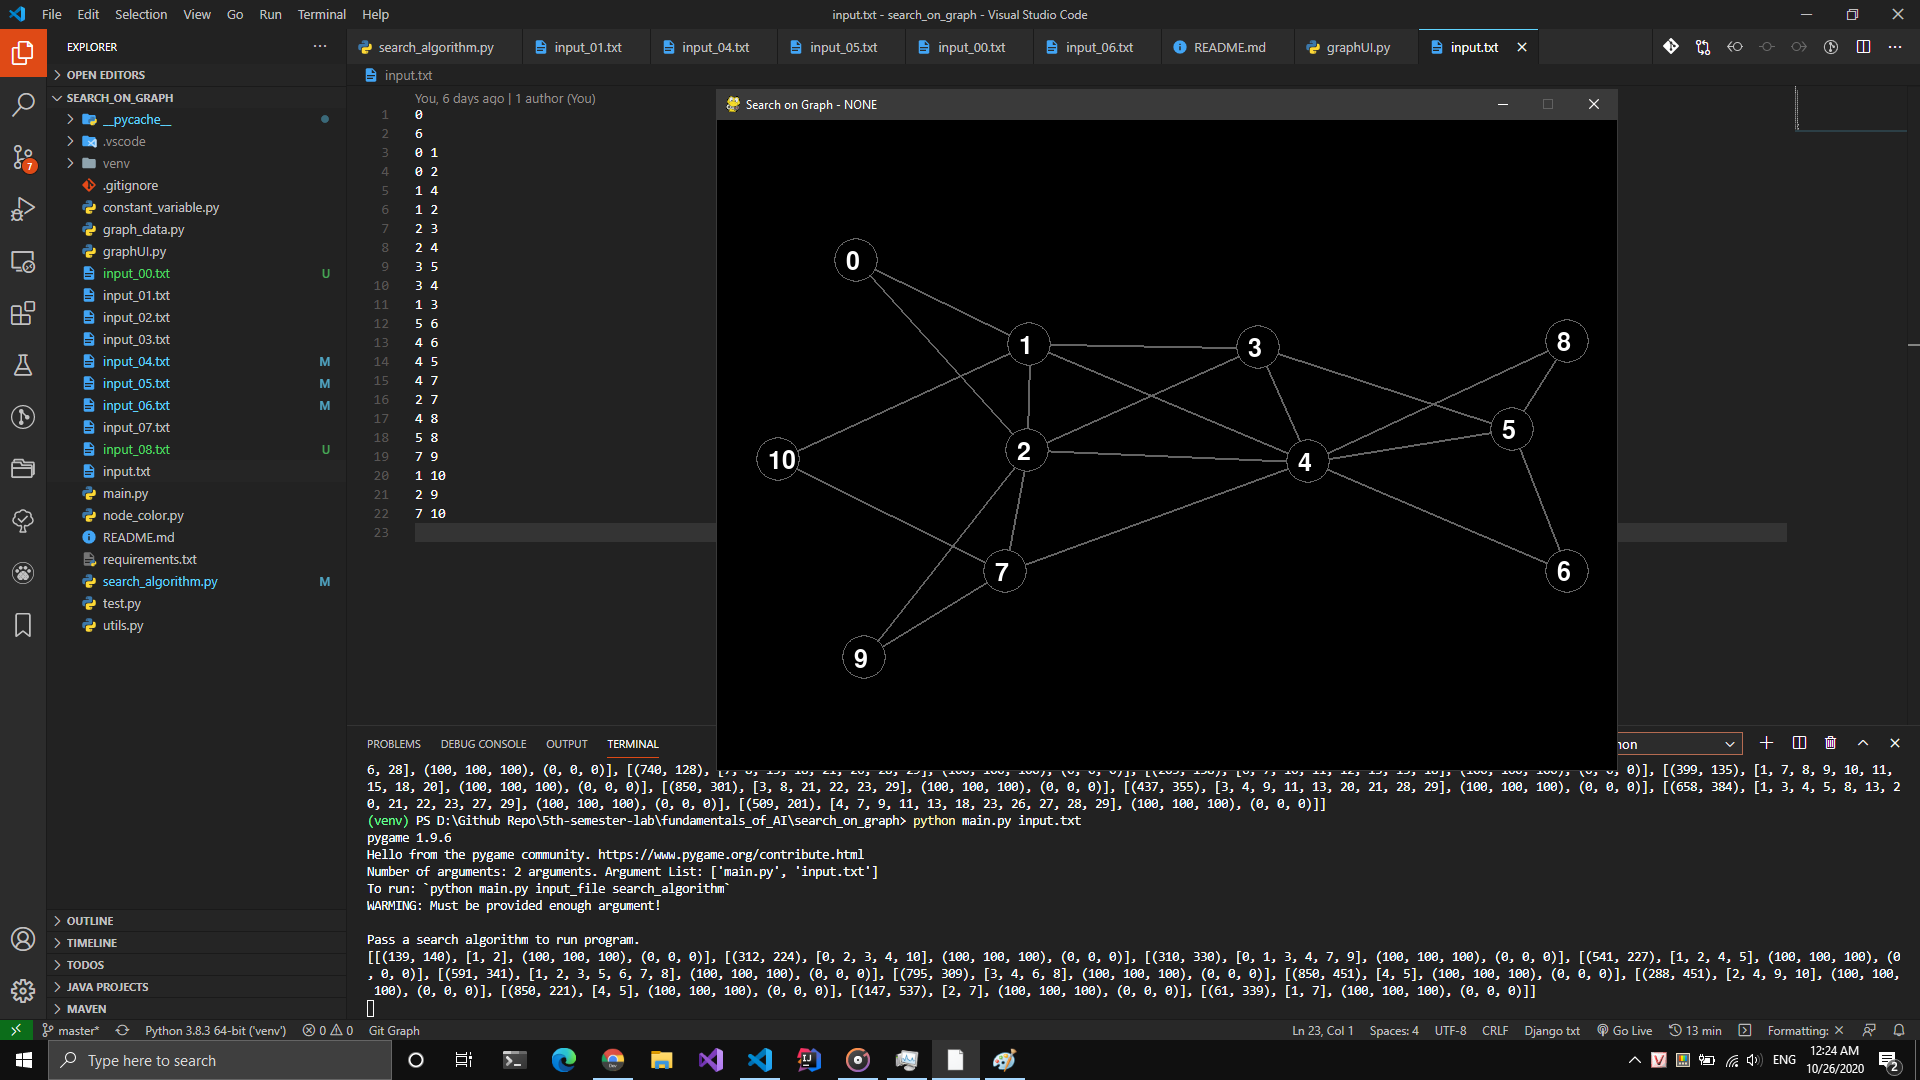 File Edit Selection View Go Run Terminal Help
input.txt - search_on_graph - Visual Studio Code
EXPLORER
search_algorithm.py input_01.txt input_04.txt input_05.txt input_00.txt input_06.txt README.md graphUI.py input.txt
OPEN EDITORS
SEARCH_ON_GRAPH
__pycache__
.vscode
venv
.gitignore
constant_variable.py
graph_data.py
graphUI.py
input_00.txt U
input_01.txt
input_02.txt
input_03.txt
input_04.txt M
input_05.txt M
input_06.txt M
input_07.txt
input_08.txt U
input.txt
main.py
node_color.py
README.md
requirements.txt
search_algorithm.py M
test.py
utils.py
OUTLINE
TIMELINE
TODOS
JAVA PROJECTS
MAVEN
7
input.txt
You, 6 days ago | 1 author (You)
1 0
2 6
3 0 1
4 0 2
5 1 4
6 1 2
7 2 3
8 2 4
9 3 5
10 3 4
11 1 3
12 5 6
13 4 6
14 4 5
15 4 7
16 2 7
17 4 8
18 5 8
19 7 9
20 1 10
21 2 9
22 7 10
23
Search on Graph - NONE
0
1
3
8
5
2
10
4
7
6
9
PROBLEMS DEBUG CONSOLE OUTPUT TERMINAL
15, 18, 20], (100, 100, 100), (0, 0, 0)], [(850, 301), [3, 8, 21, 22, 23, 29], (100, 100, 100), (0, 0, 0)], [(437, 355), [3, 4, 9, 11, 13, 20, 21, 28, 29], (100, 100, 100), (0, 0, 0)], [(658, 384), [1, 3, 4, 5, 8, 13, 2
0, 21, 22, 23, 27, 29], (100, 100, 100), (0, 0, 0)], [(509, 201), [4, 7, 9, 11, 13, 18, 23, 26, 27, 28, 29], (100, 100, 100), (0, 0, 0)]]
(venv) PS D:\Github Repo\5th-semester-lab\fundamentals_of_AI\search_on_graph> python main.py input.txt
pygame 1.9.6
Hello from the pygame community. https://www.pygame.org/contribute.html
Number of arguments: 2 arguments. Argument List: ['main.py', 'input.txt']
To run: `python main.py input_file search_algorithm`
WARNING: Must be provided enough argument!
Pass a search algorithm to run program.
[[(139, 140), [1, 2], (100, 100, 100), (0, 0, 0)], [(312, 224), [0, 2, 3, 4, 10], (100, 100, 100), (0, 0, 0)], [(310, 330), [0, 1, 3, 4, 7, 9], (100, 100, 100), (0, 0, 0)], [(541, 227), [1, 2, 4, 5], (100, 100, 100), (0
, 0, 0)], [(591, 341), [1, 2, 3, 5, 6, 7, 8], (100, 100, 100), (0, 0, 0)], [(795, 309), [3, 4, 6, 8], (100, 100, 100), (0, 0, 0)], [(850, 451), [4, 5], (100, 100, 100), (0, 0, 0)], [(288, 451), [2, 4, 9, 10], (100, 100,
100), (0, 0, 0)], [(850, 221), [4, 5], (100, 100, 100), (0, 0, 0)], [(147, 537), [2, 7], (100, 100, 100), (0, 0, 0)], [(61, 339), [1, 7], (100, 100, 100), (0, 0, 0)]]
master* Python 3.8.3 64-bit ('venv') 0 0 Git Graph
Ln 23, Col 1 Spaces: 4 UTF-8 CRLF Django txt Go Live 13 min Formatting:
Type here to search
ENG
12:24 AM
10/26/2020
2